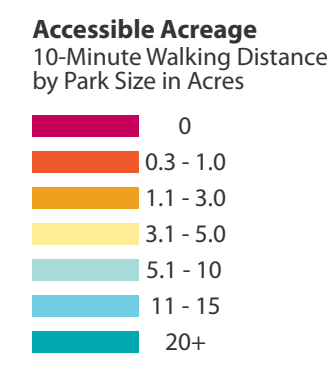 Accessible Acreage
10-Minute Walking Distance
by Park Size in Acres
0
0.3 - 1.0
1.1 - 3.0
3.1 - 5.0
5.1 - 10
11 - 15
20+